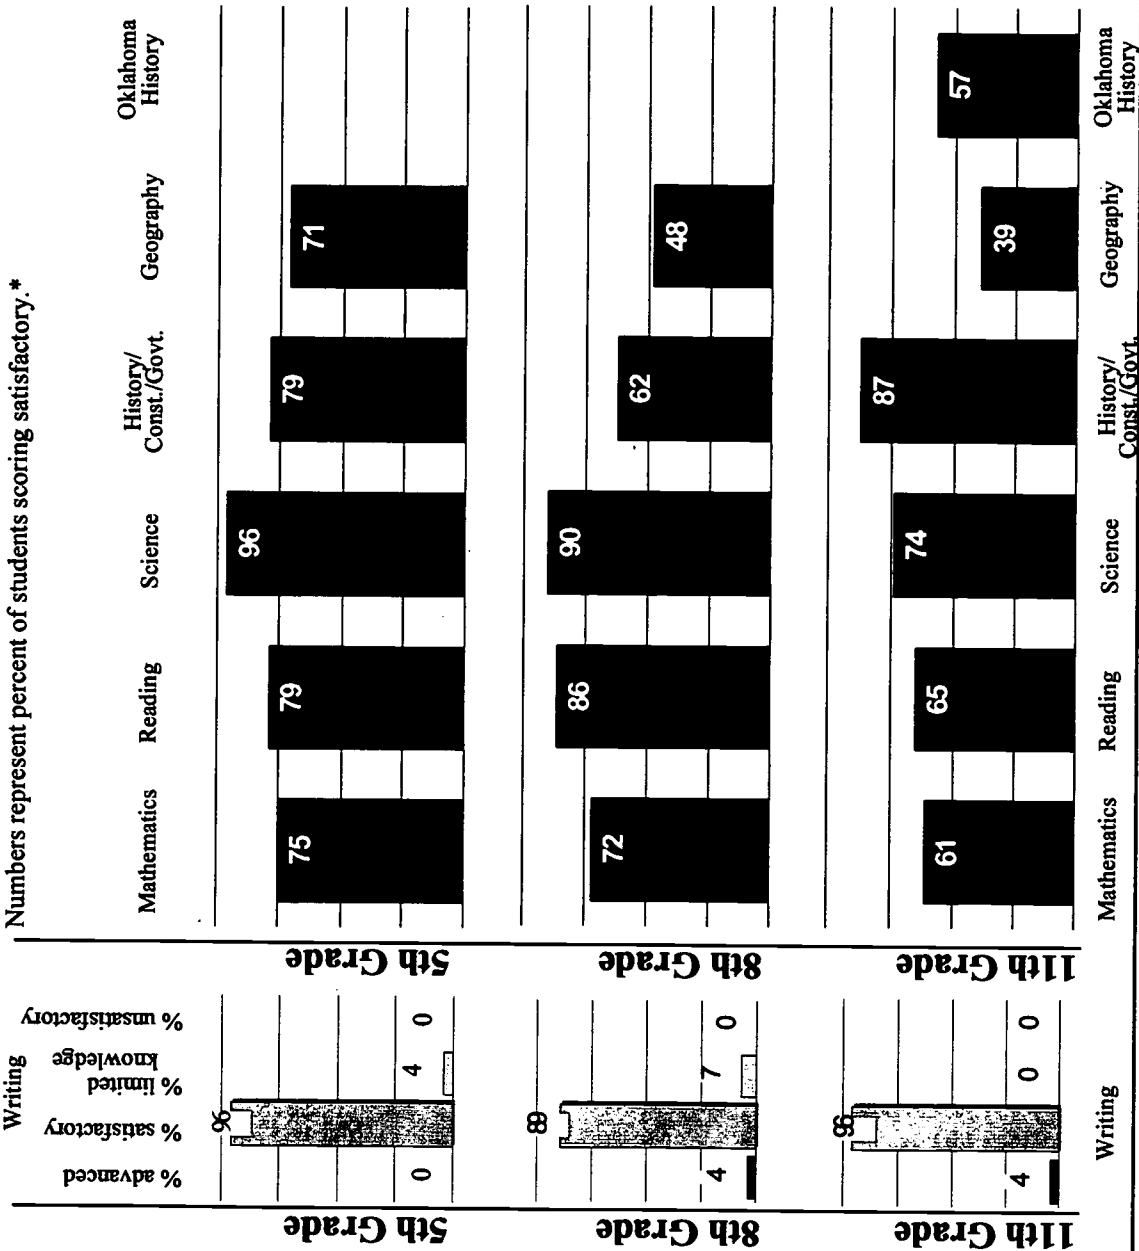 Numbers represent percent of students scoring satisfactory.*
Writing
% advanced
% satisfactory
% limited
knowledge
% unsatisfactory
Mathematics
Reading
Science
History/
Const./Govt.
Geography
Oklahoma
History
5th Grade
0
96
4
0
5th Grade
75
79
96
79
71
8th Grade
4
89
7
0
8th Grade
72
86
90
62
48
11th Grade
4
96
0
0
11th Grade
61
65
74
87
39
57
Writing
Mathematics
Reading
Science
History/
Const./Govt.
Geography
Oklahoma
History